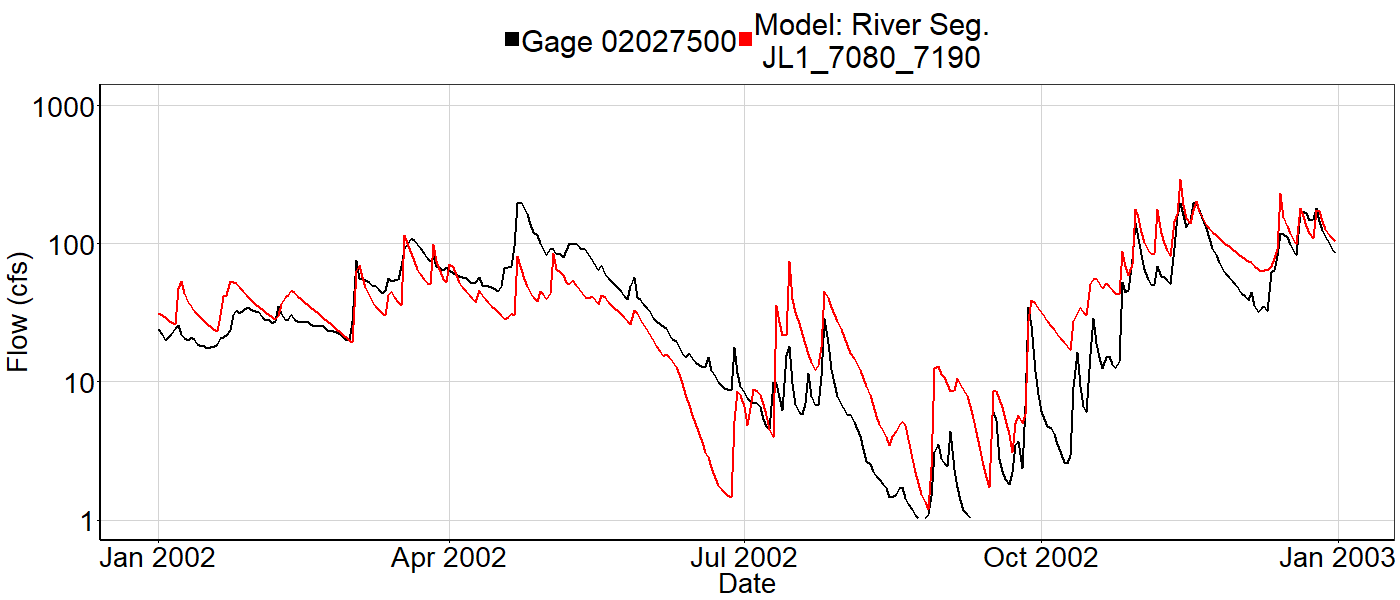 Gage 02027500
Model: River Seg.
JL1_7080_7190
Flow (cfs)
1000
100
10
1
Jan 2002
Apr 2002
Jul 2002
Oct 2002
Jan 2003
Date